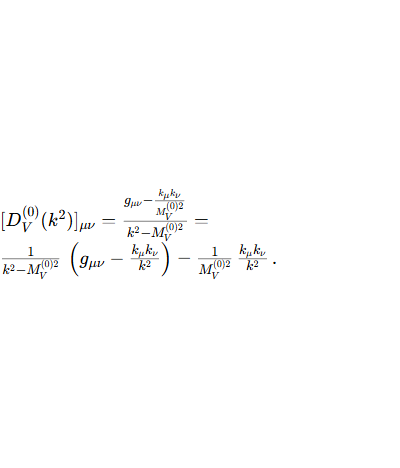 $[D_V^{(0)}(k^2)]_{\mu\nu} = \frac{g_{\mu\nu} - \frac{k_\mu k_\nu}{M_V^{(0)2}}}{k^2 - M_V^{(0)2}} =$
$\frac{1}{k^2 - M_V^{(0)2}} \left( g_{\mu\nu} - \frac{k_\mu k_\nu}{k^2} \right) - \frac{1}{M_V^{(0)2}} \frac{k_\mu k_\nu}{k^2} \, .$